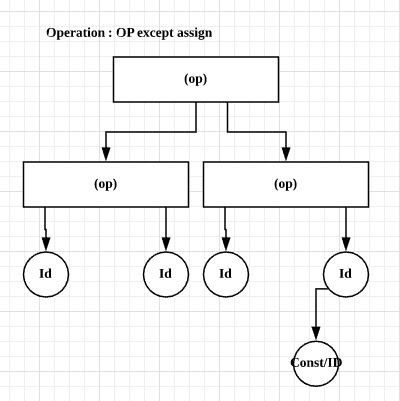 Operation : OP except assign
(op)
(op) (op)
Id Id Id Id
Const/ID